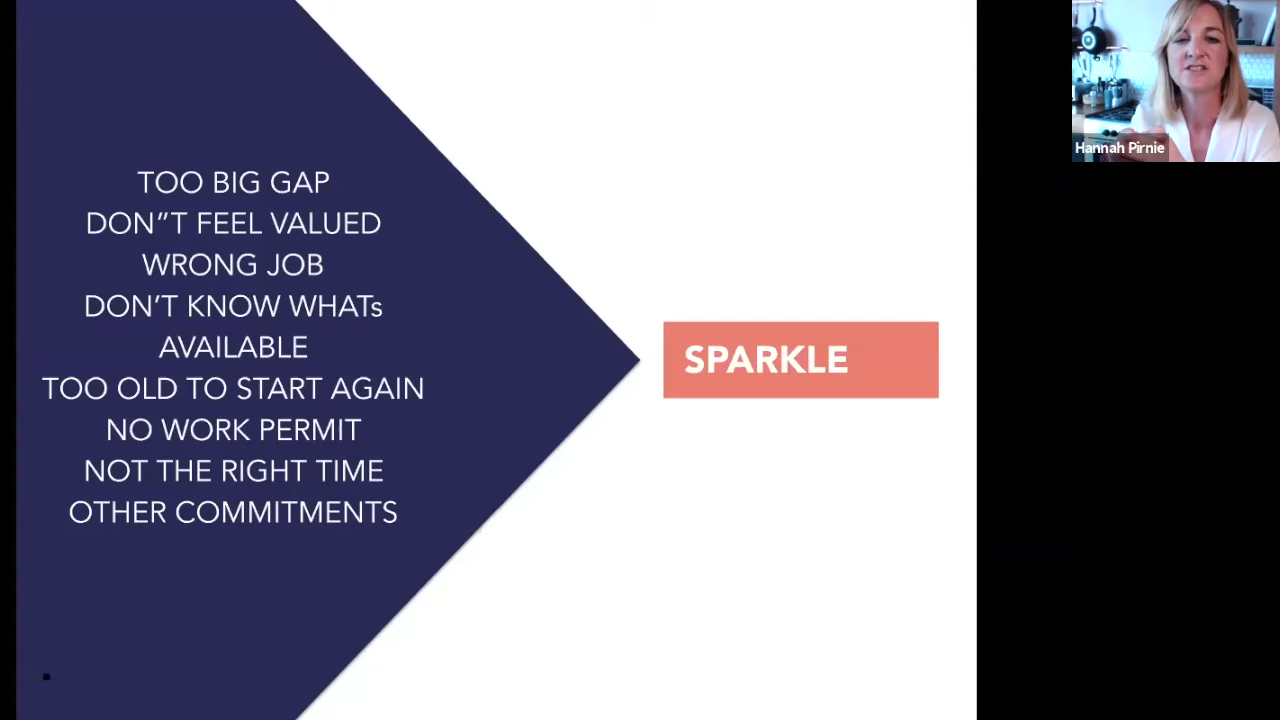 TOO BIG GAP
DON”T FEEL VALUED
WRONG JOB
DON’T KNOW WHATs
AVAILABLE
TOO OLD TO START AGAIN
NO WORK PERMIT
NOT THE RIGHT TIME
OTHER COMMITMENTS
SPARKLE
Hannah Pirnie